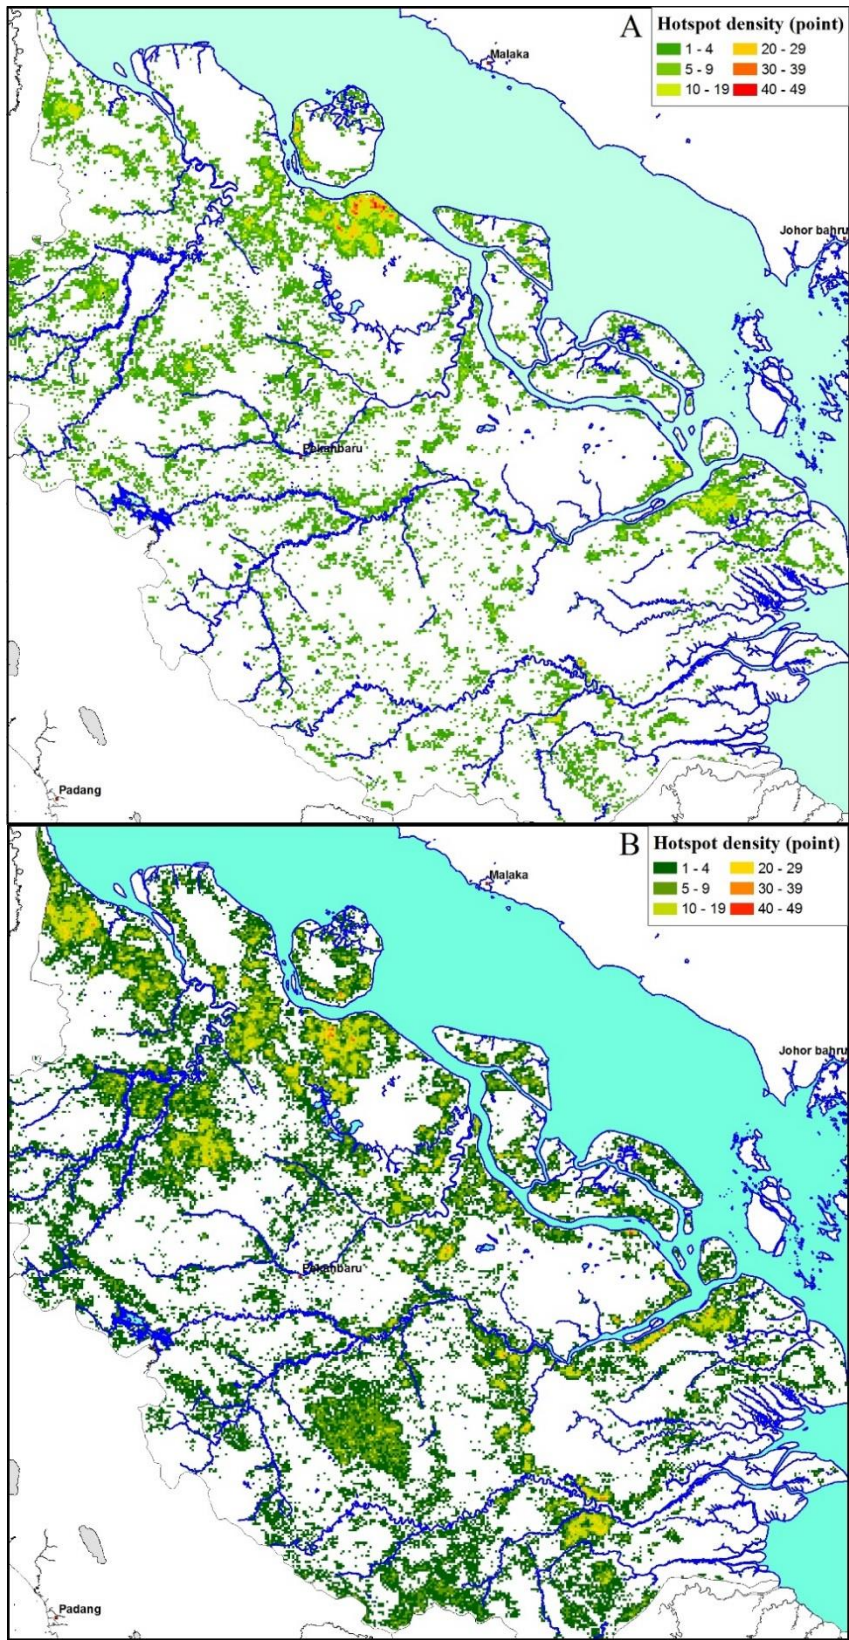 A
Hotspot density (point)
1 - 4
20 - 29
5 - 9
30 - 39
10 - 19
40 - 49
Malaka
Johor bahru
Pekanbaru
Padang
B
Hotspot density (point)
1 - 4
20 - 29
5 - 9
30 - 39
10 - 19
40 - 49
Malaka
Johor bahru
Pekanbaru
Padang